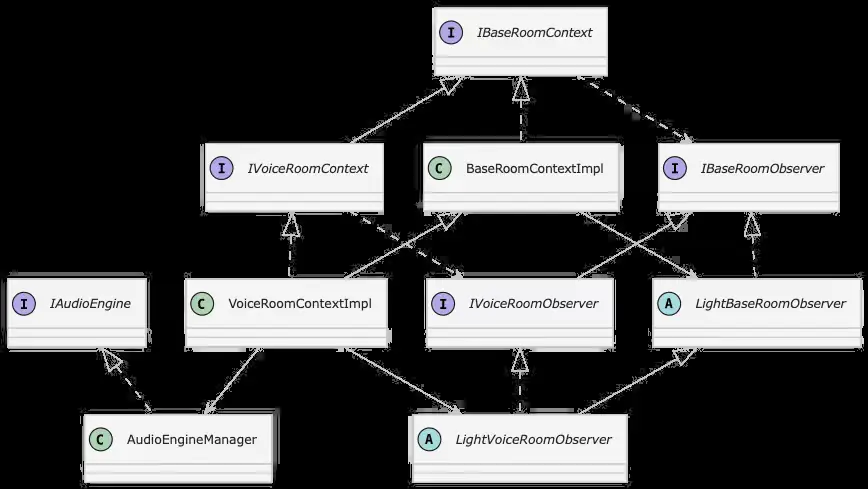 I IBaseRoomContext
I IVoiceRoomContext
C BaseRoomContextImpl
I IBaseRoomObserver
I IAudioEngine
C VoiceRoomContextImpl
I IVoiceRoomObserver
A LightBaseRoomObserver
C AudioEngineManager
A LightVoiceRoomObserver